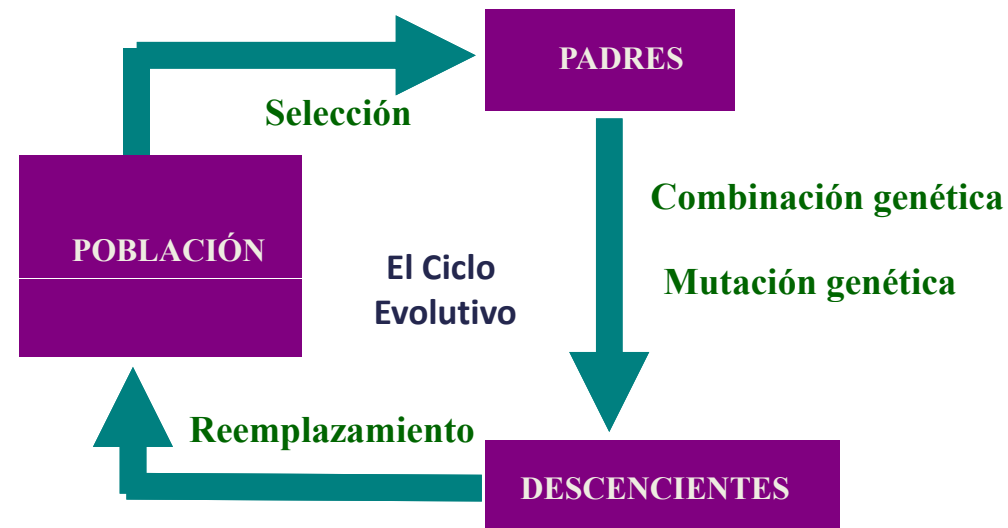 PADRES
Selección
Combinación genética
POBLACIÓN
El Ciclo
Evolutivo
Mutación genética
Reemplazamiento
DESCENCIENTES